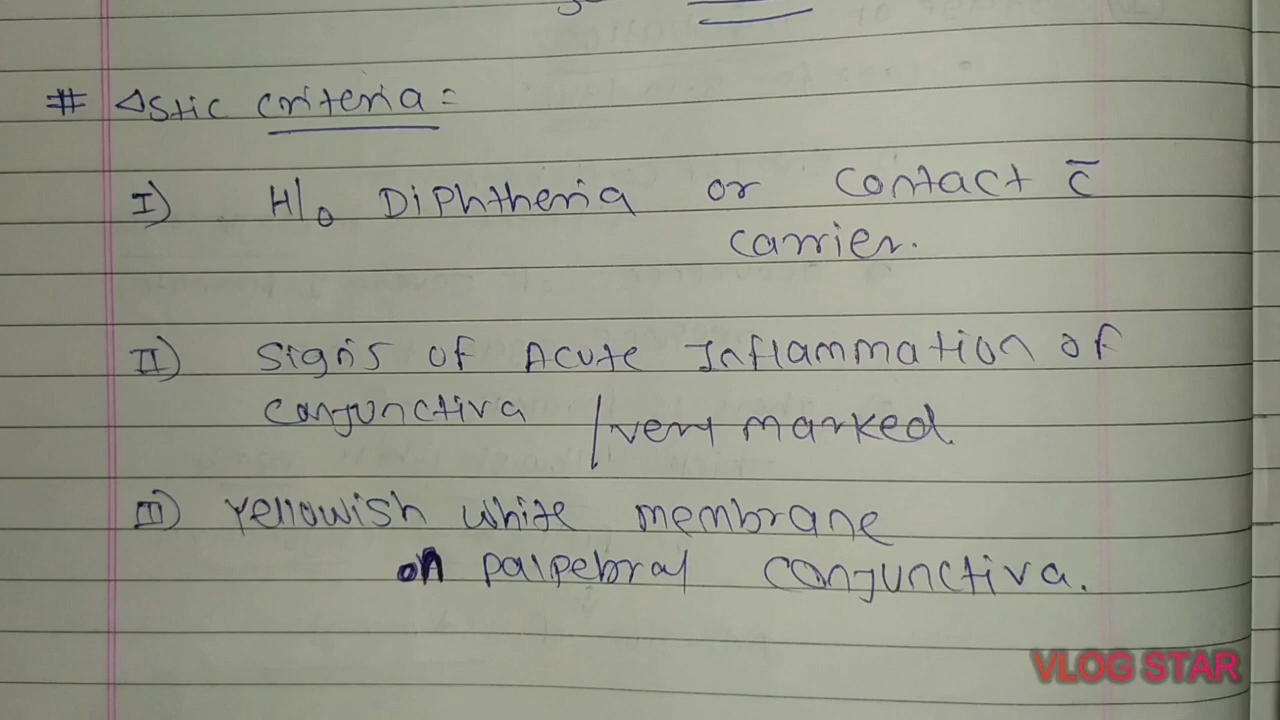 # △stic criteria =
I) H/o Diphtheria or contact c̄
carrier.
II) Signs of Acute Inflammation of
conjunctiva / very marked.
III) Yellowish white membrane
on palpebral conjunctiva.
VLOG STAR